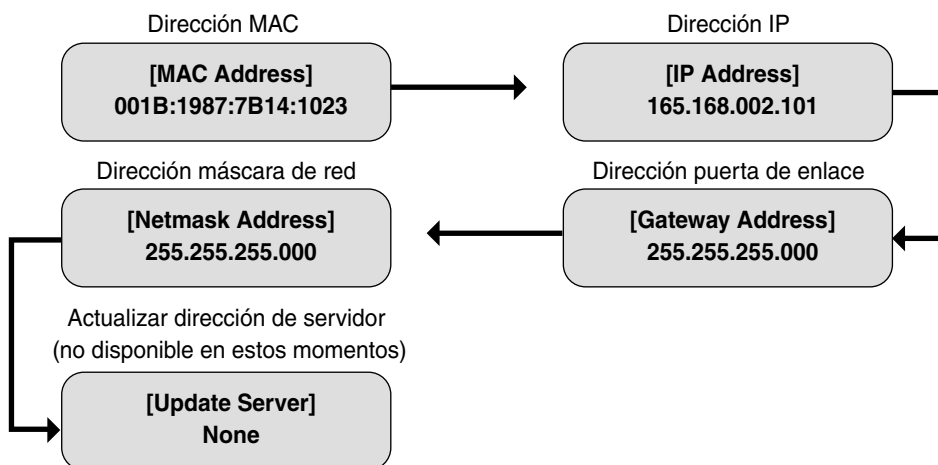 Dirección MAC
[MAC Address]
001B:1987:7B14:1023
Dirección IP
[IP Address]
165.168.002.101
Dirección puerta de enlace
[Gateway Address]
255.255.255.000
Dirección máscara de red
[Netmask Address]
255.255.255.000
Actualizar dirección de servidor
(no disponible en estos momentos)
[Update Server]
None